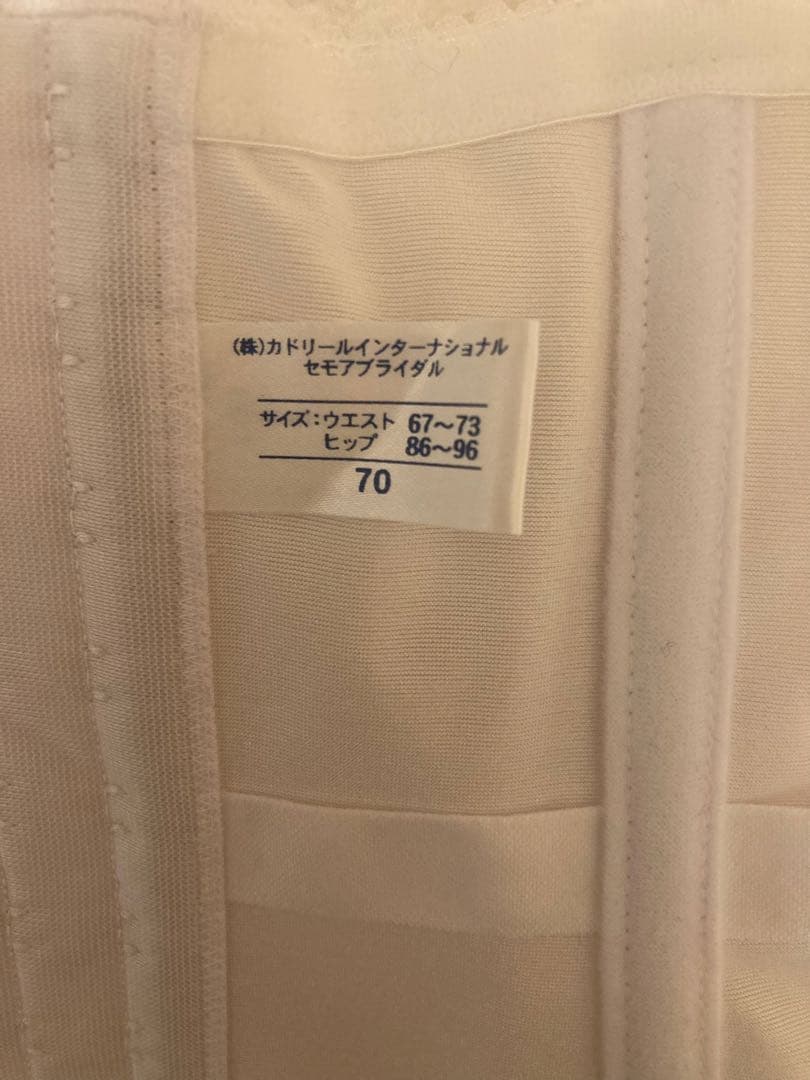 (株)カドリールインターナショナル
セモアブライダル
サイズ:ウエスト 67～73
ヒップ 86～96
70